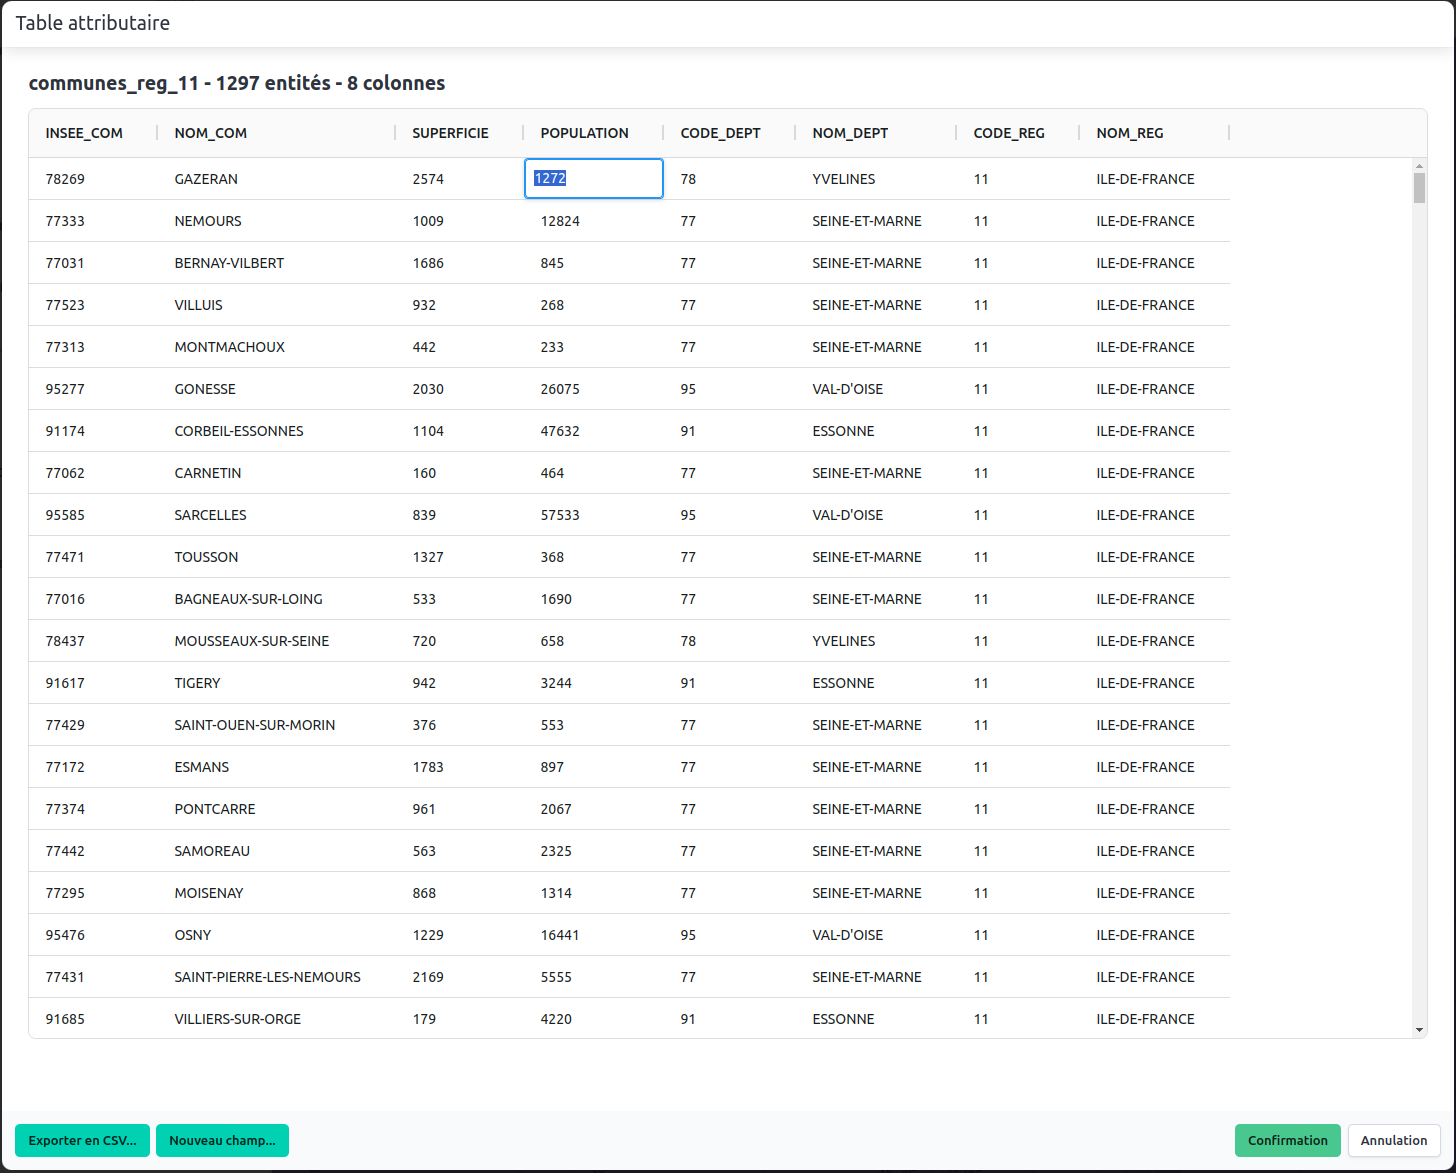 Table attributaire
communes_reg_11 - 1297 entités - 8 colonnes
INSEE_COM NOM_COM SUPERFICIE POPULATION CODE_DEPT NOM_DEPT CODE_REG NOM_REG
78269 GAZERAN 2574 1272 78 YVELINES 11 ILE-DE-FRANCE
77333 NEMOURS 1009 12824 77 SEINE-ET-MARNE 11 ILE-DE-FRANCE
77031 BERNAY-VILBERT 1686 845 77 SEINE-ET-MARNE 11 ILE-DE-FRANCE
77523 VILLUIS 932 268 77 SEINE-ET-MARNE 11 ILE-DE-FRANCE
77313 MONTMACHOUX 442 233 77 SEINE-ET-MARNE 11 ILE-DE-FRANCE
95277 GONESSE 2030 26075 95 VAL-D'OISE 11 ILE-DE-FRANCE
91174 CORBEIL-ESSONNES 1104 47632 91 ESSONNE 11 ILE-DE-FRANCE
77062 CARNETIN 160 464 77 SEINE-ET-MARNE 11 ILE-DE-FRANCE
95585 SARCELLES 839 57533 95 VAL-D'OISE 11 ILE-DE-FRANCE
77471 TOUSSON 1327 368 77 SEINE-ET-MARNE 11 ILE-DE-FRANCE
77016 BAGNEAUX-SUR-LOING 533 1690 77 SEINE-ET-MARNE 11 ILE-DE-FRANCE
78437 MOUSSEAUX-SUR-SEINE 720 658 78 YVELINES 11 ILE-DE-FRANCE
91617 TIGERY 942 3244 91 ESSONNE 11 ILE-DE-FRANCE
77429 SAINT-OUEN-SUR-MORIN 376 553 77 SEINE-ET-MARNE 11 ILE-DE-FRANCE
77172 ESMANS 1783 897 77 SEINE-ET-MARNE 11 ILE-DE-FRANCE
77374 PONTCARRE 961 2067 77 SEINE-ET-MARNE 11 ILE-DE-FRANCE
77442 SAMOREAU 563 2325 77 SEINE-ET-MARNE 11 ILE-DE-FRANCE
77295 MOISENAY 868 1314 77 SEINE-ET-MARNE 11 ILE-DE-FRANCE
95476 OSNY 1229 16441 95 VAL-D'OISE 11 ILE-DE-FRANCE
77431 SAINT-PIERRE-LES-NEMOURS 2169 5555 77 SEINE-ET-MARNE 11 ILE-DE-FRANCE
91685 VILLIERS-SUR-ORGE 179 4220 91 ESSONNE 11 ILE-DE-FRANCE
Exporter en CSV... Nouveau champ... Confirmation Annulation